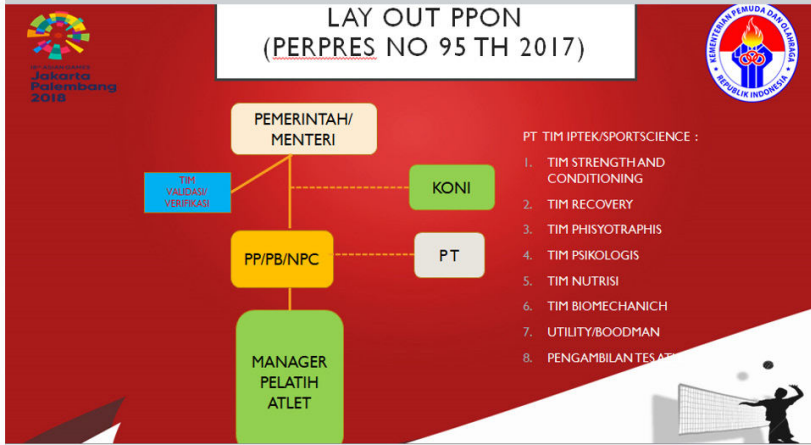 LAY OUT PPON
(PERPRES NO 95 TH 2017)
18TH ASIAN GAMES
Jakarta
Palembang
2018
KEMENTERIAN PEMUDA DAN OLAHRAGA
REPUBLIK INDONESIA
PEMERINTAH/
MENTERI
TIM
VALIDASI/
VERIFIKASI
KONI
PP/PB/NPC
PT
MANAGER
PELATIH
ATLET
PT TIM IPTEK/SPORTSCIENCE :
1. TIM STRENGTH AND
CONDITIONING
2. TIM RECOVERY
3. TIM PHISYOTRAPHIS
4. TIM PSIKOLOGIS
5. TIM NUTRISI
6. TIM BIOMECHANICH
7. UTILITY/BOODMAN
8. PENGAMBILAN TES